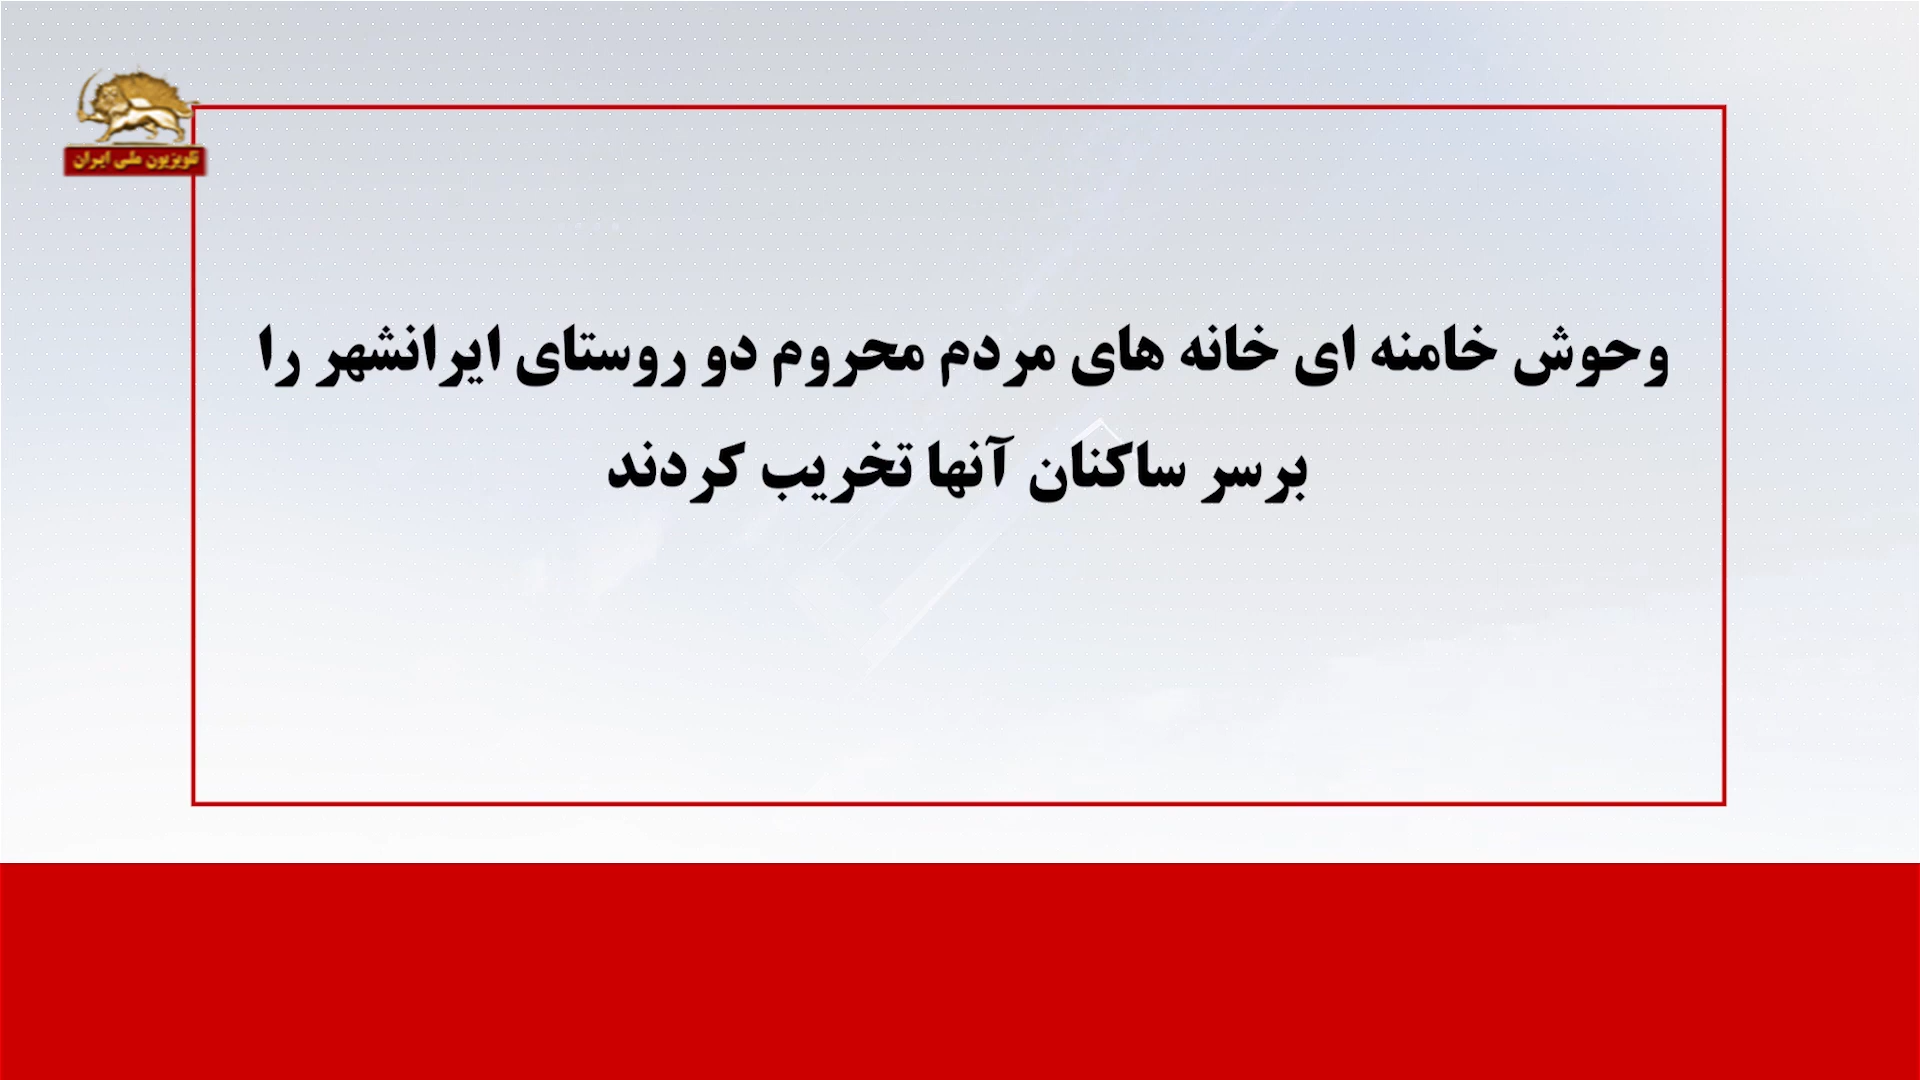 تلویزیون ملی ایران
وحوش خامنه ای خانه های مردم محروم دو روستای ایرانشهر را
برسر ساکنان آنها تخریب کردند